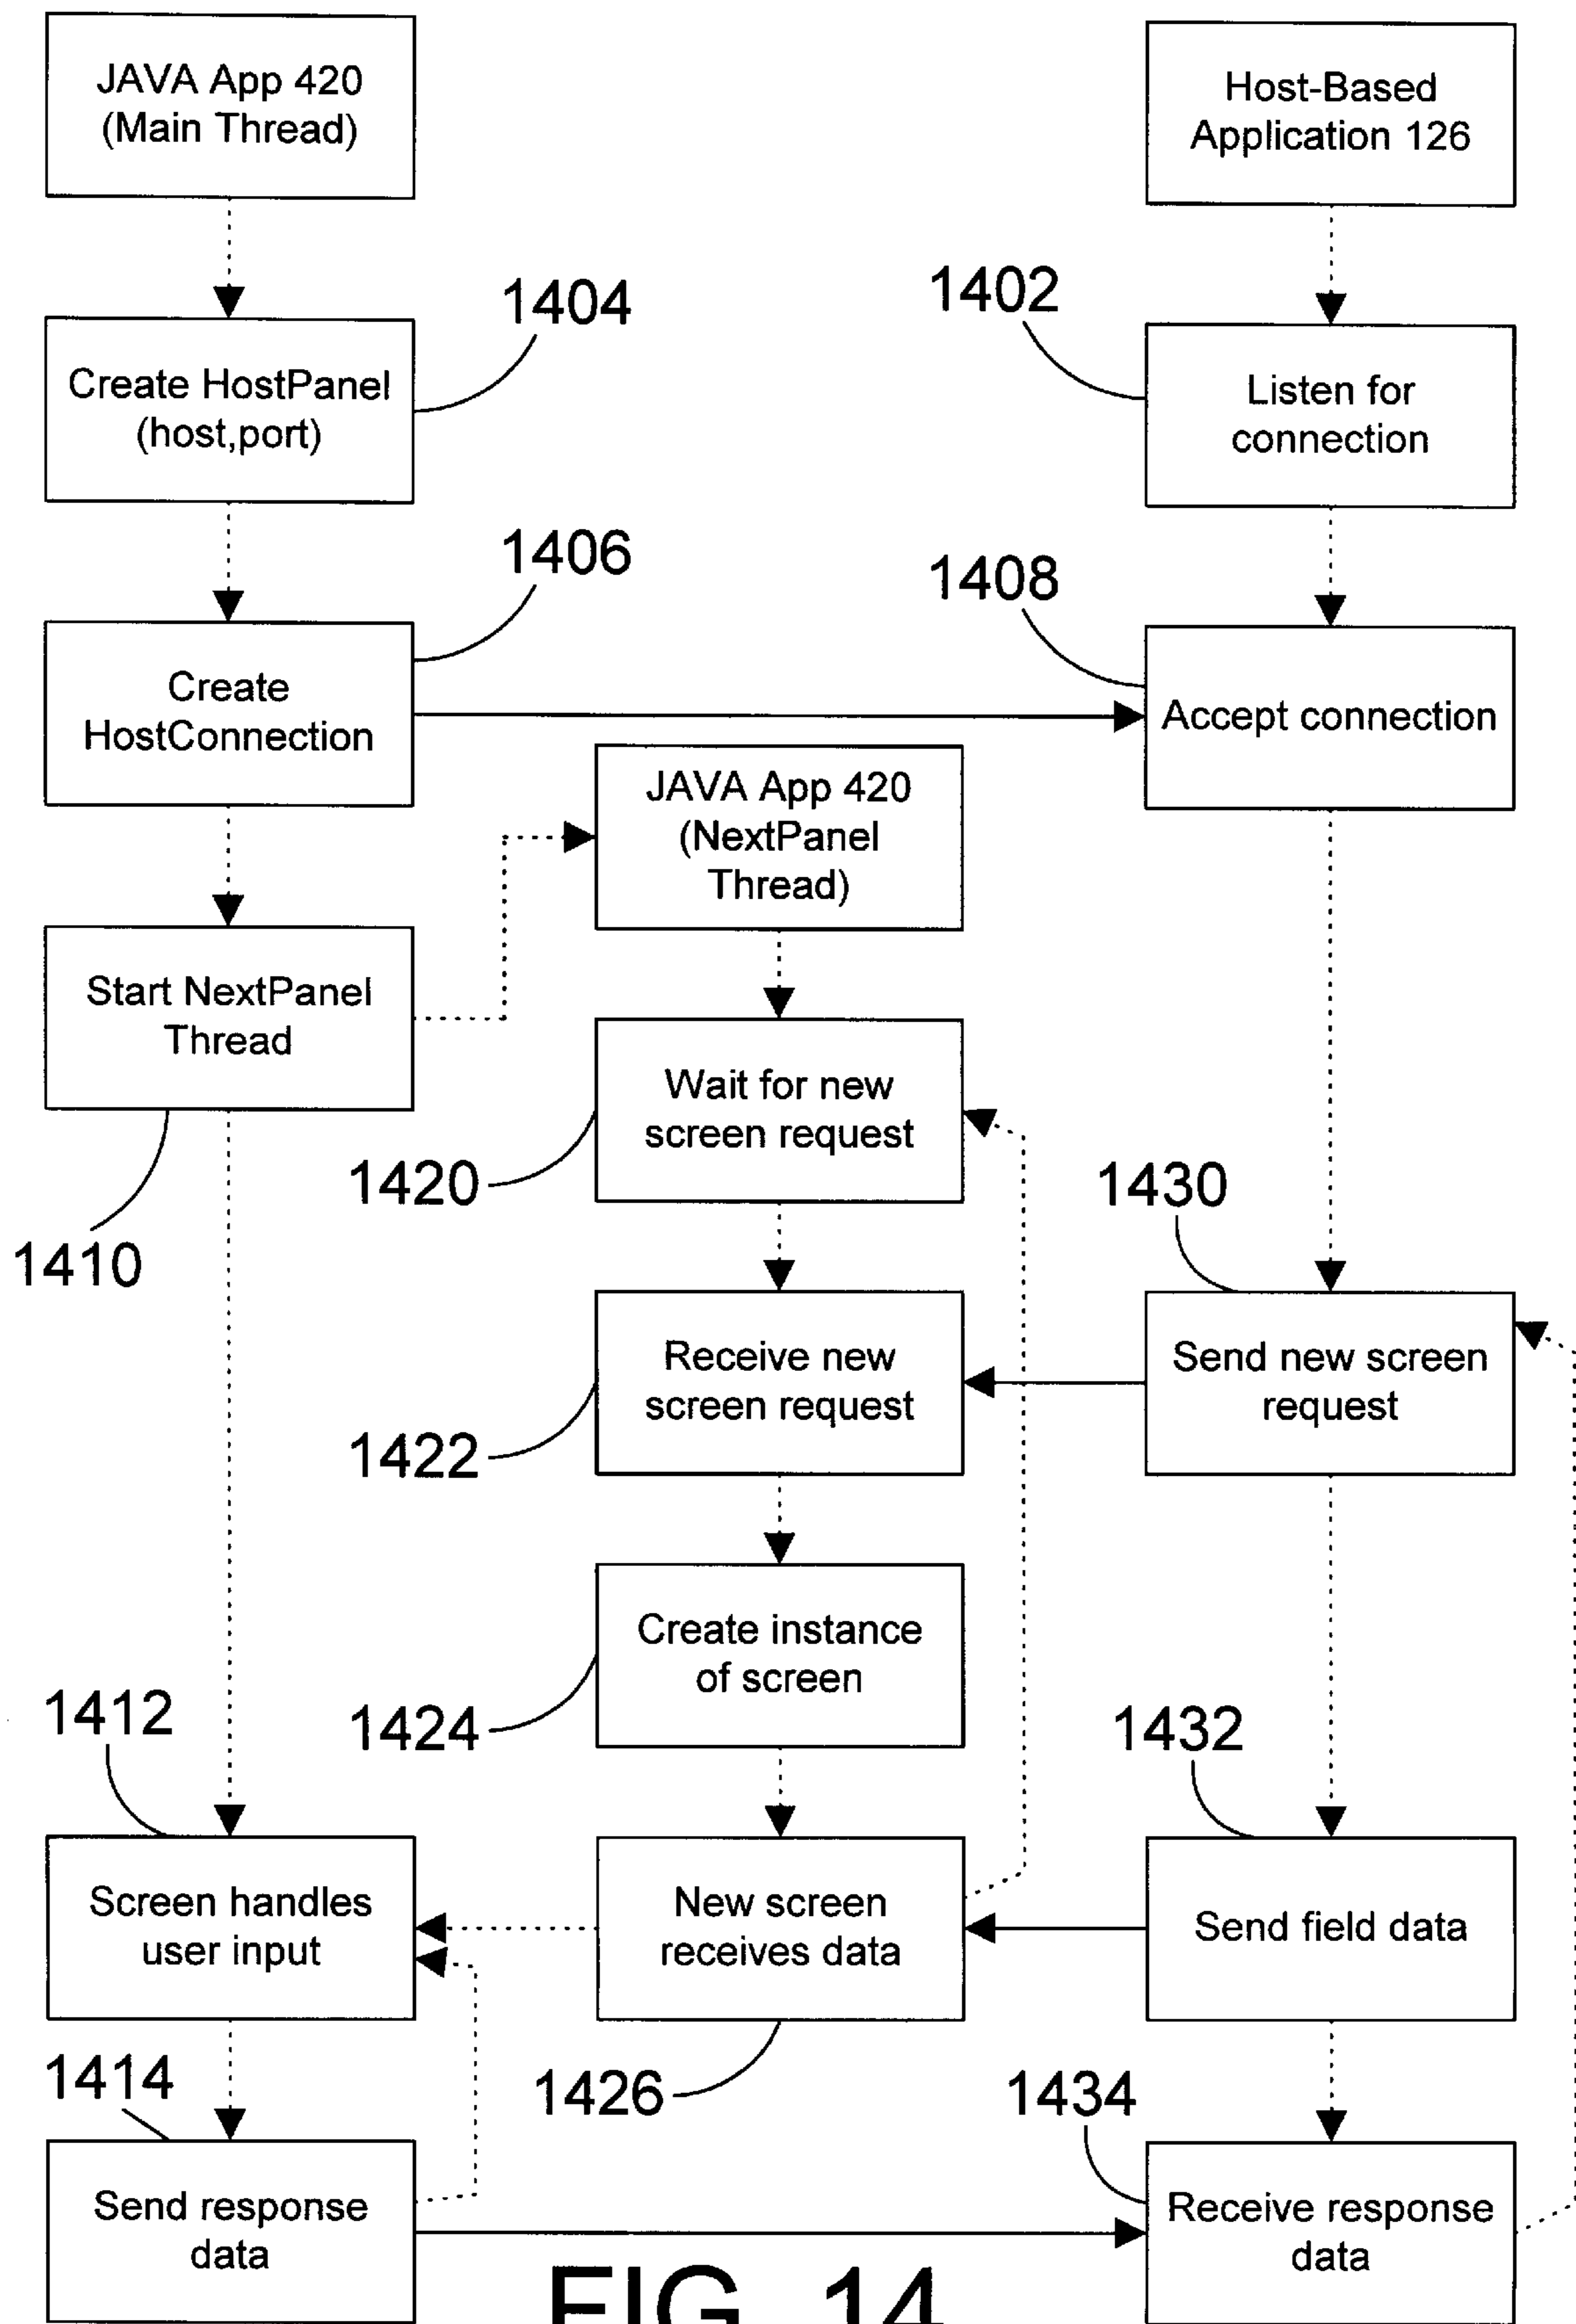 JAVA App 420
(Main Thread)
Host-Based
Application 126
1404
1402
Create HostPanel
(host,port)
Listen for
connection
1406
1408
Create
HostConnection
Accept connection
JAVA App 420
(NextPanel
Thread)
Start NextPanel
Thread
1410
Wait for new
screen request
1420
1430
Receive new
screen request
Send new screen
request
1422
Create instance
of screen
1412
1424
1432
Screen handles
user input
New screen
receives data
Send field data
1414
1426
1434
Send response
data
Receive response
data
FIG. 14